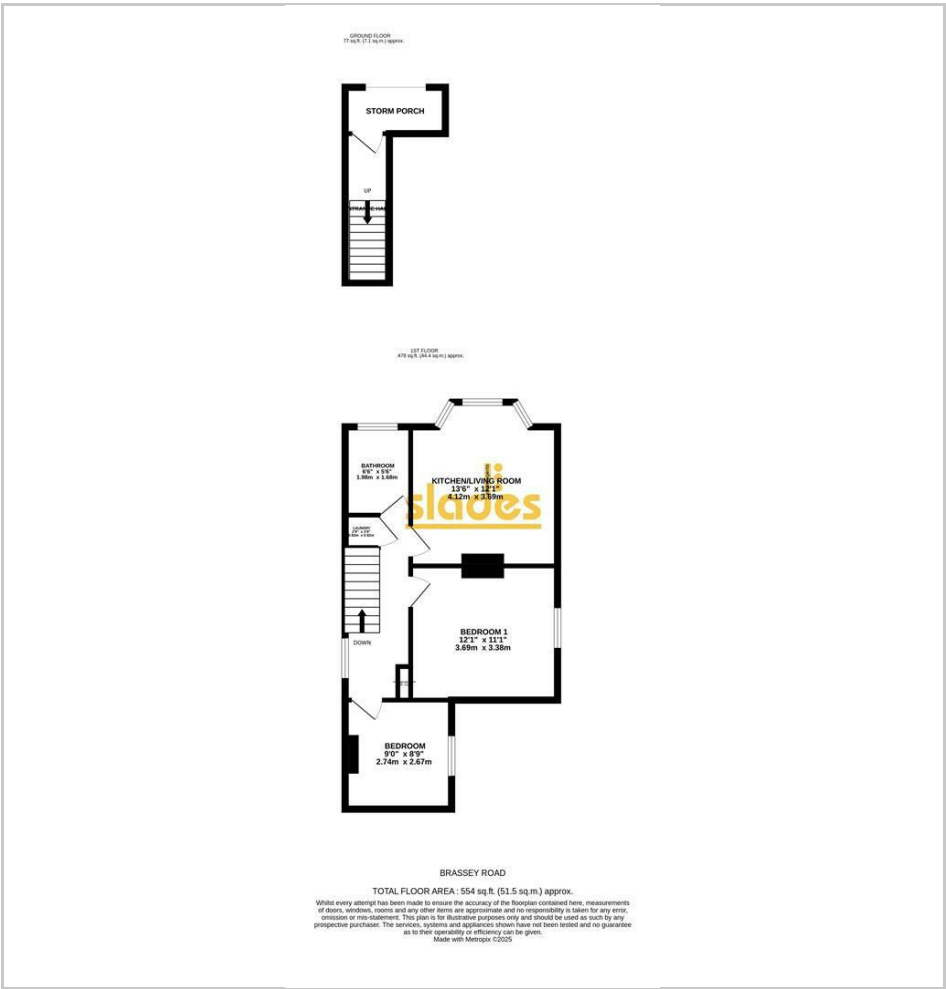 GROUND FLOOR
77 sq.ft. (7.1 sq.m.) approx.
STORM PORCH
UP
1ST FLOOR
478 sq.ft. (44.4 sq.m.) approx.
BATHROOM
6'6" x 5'6"
1.98m x 1.68m
KITCHEN/LIVING ROOM
13'6" x 12'1"
4.12m x 3.69m
slades
LAUNDRY
DOWN
BEDROOM 1
12'1" x 11'1"
3.69m x 3.38m
BEDROOM
9'0" x 8'9"
2.74m x 2.67m
BRASSEY ROAD
TOTAL FLOOR AREA : 554 sq.ft. (51.5 sq.m.) approx.
Whilst every attempt has been made to ensure the accuracy of the floorplan contained here, measurements
of doors, windows, rooms and any other items are approximate and no responsibility is taken for any error,
omission or mis-statement. This plan is for illustrative purposes only and should be used as such by any
prospective purchaser. The services, systems and appliances shown have not been tested and no guarantee
as to their operability or efficiency can be given.
Made with Metropix ©2025